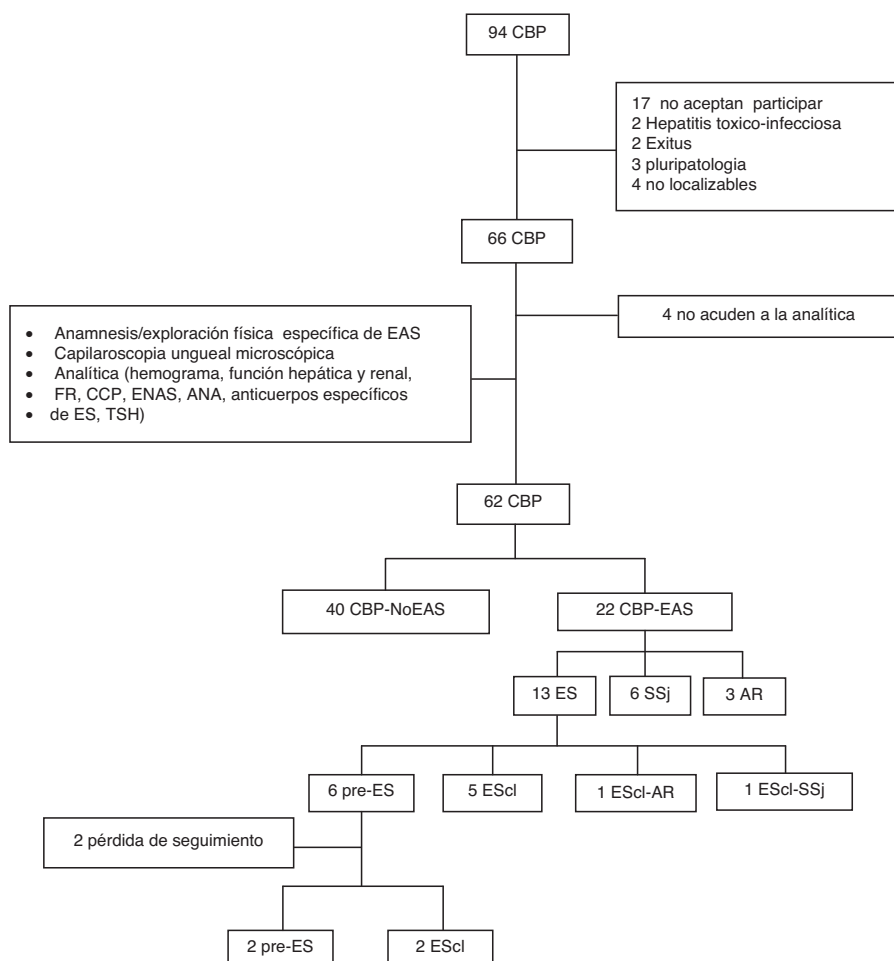 94 CBP
17 no aceptan participar
2 Hepatitis toxico-infecciosa
2 Exitus
3 pluripatologia
4 no localizables
66 CBP
4 no acuden a la analítica
• Anamnesis/exploración física específica de EAS
• Capilaroscopia ungueal microscópica
• Analítica (hemograma, función hepática y renal,
• FR, CCP, ENAS, ANA, anticuerpos específicos
• de ES, TSH)
62 CBP
40 CBP-NoEAS
22 CBP-EAS
13 ES
6 SSj
3 AR
6 pre-ES
5 EScl
1 EScl-AR
1 EScl-SSj
2 pérdida de seguimiento
2 pre-ES
2 EScl